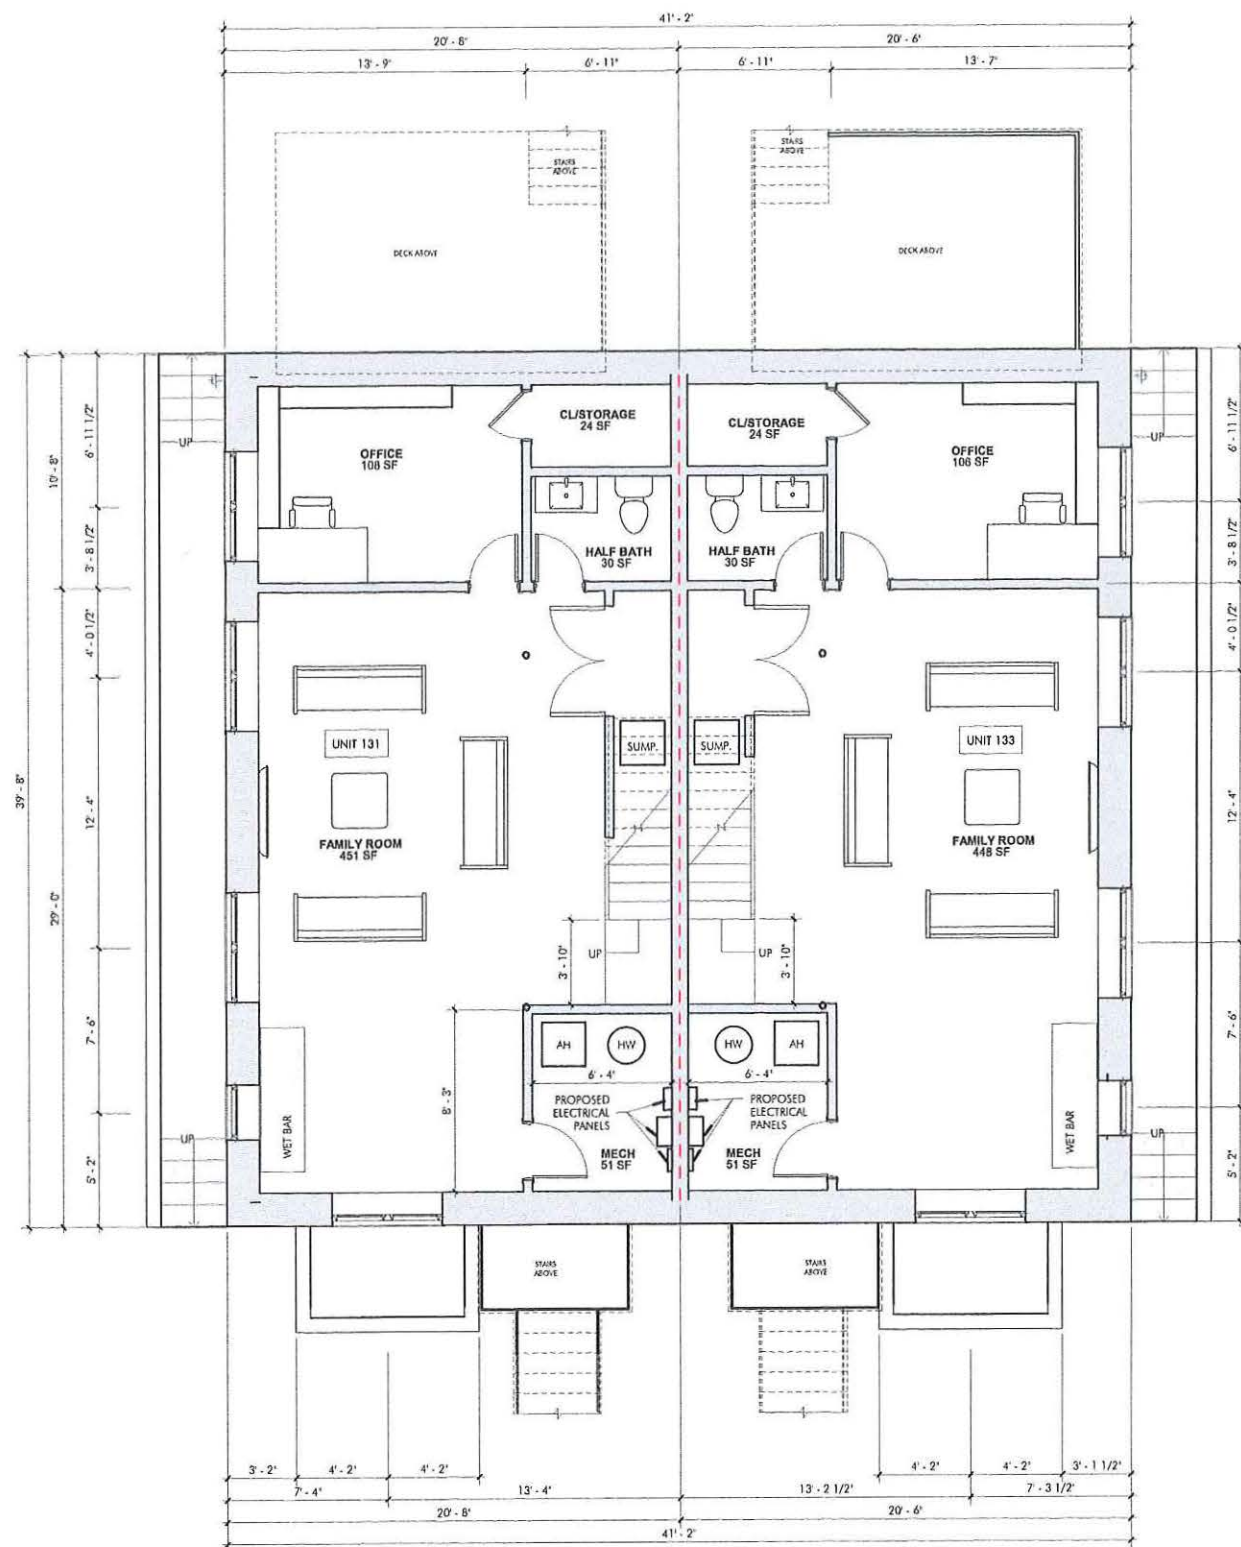 41' - 2"
20' - 8"
20' - 6"
13' - 9"
6' - 11"
6' - 11"
13' - 7"
STAIRS
ABOVE
STAIRS
ABOVE
DECK ABOVE
DECK ABOVE
UP
UP
6' - 11 1/2"
10' - 8"
3' - 8 1/2"
4' - 0 1/2"
39' - 8"
12' - 4"
29' - 0"
7' - 6"
5' - 2"
OFFICE
108 SF
CL/STORAGE
24 SF
CL/STORAGE
24 SF
OFFICE
106 SF
HALF BATH
30 SF
HALF BATH
30 SF
6' - 11 1/2"
3' - 8 1/2"
4' - 0 1/2"
12' - 4"
7' - 6"
5' - 2"
UNIT 131
SUMP.
SUMP.
UNIT 133
FAMILY ROOM
451 SF
FAMILY ROOM
448 SF
3' - 10"
UP
UP
3' - 10"
AH
HW
HW
AH
6' - 4"
6' - 4"
8' - 3"
PROPOSED
ELECTRICAL
PANELS
PROPOSED
ELECTRICAL
PANELS
MECH
51 SF
MECH
51 SF
WET BAR
WET BAR
UP
UP
STAIRS
ABOVE
STAIRS
ABOVE
3' - 2"
4' - 2"
4' - 2"
4' - 2"
4' - 2"
3' - 1 1/2"
7' - 4"
13' - 4"
13' - 2 1/2"
7' - 3 1/2"
20' - 8"
20' - 6"
41' - 2"